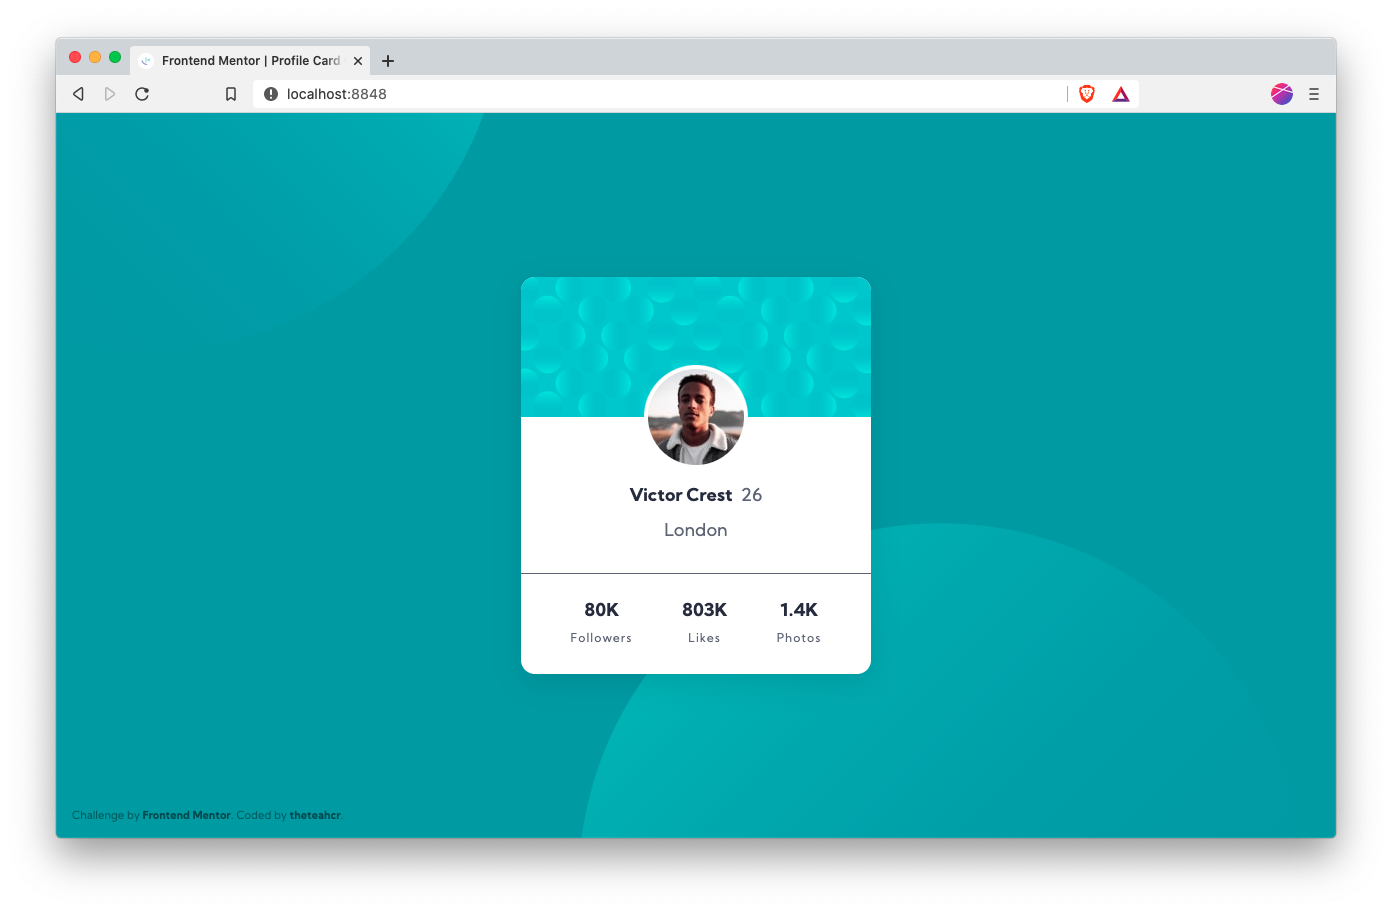 Frontend Mentor | Profile Card
localhost:8848
Victor Crest 26
London
80K 803K 1.4K
Followers Likes Photos
Challenge by Frontend Mentor. Coded by theteahcr.